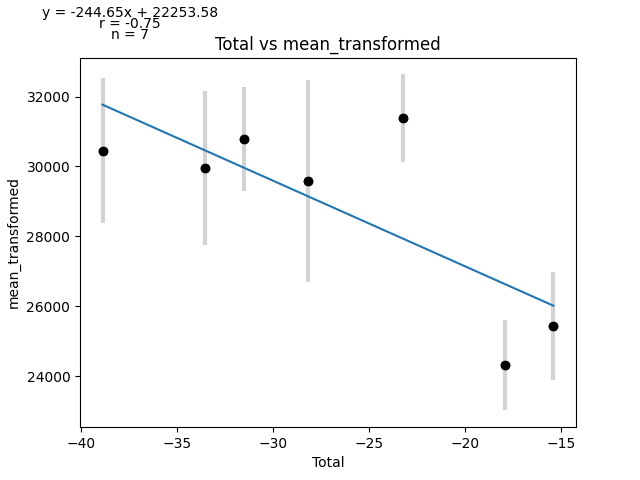 y = -244.65x + 22253.58
r = -0.75
n = 7
Total vs mean_transformed
mean_transformed
32000
30000
28000
26000
24000
−40
−35
−30
−25
−20
−15
Total